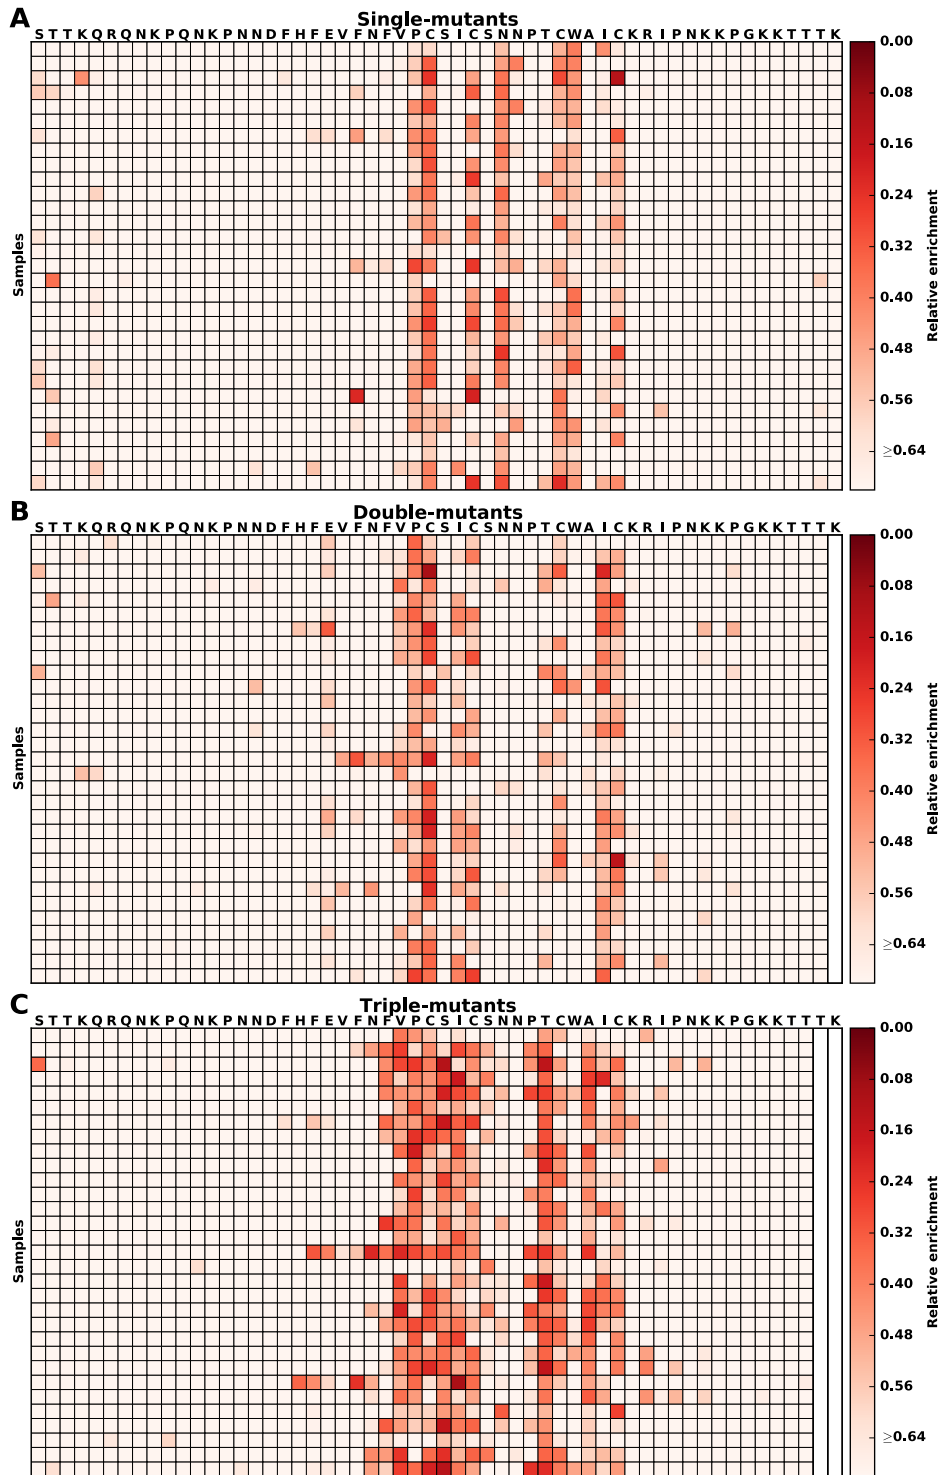 A
Single-mutants
S T T K Q R Q N K P Q N K P N N D F H F E V F N F V P C S I C S N N P T C W A I C K R I P N K K P G K K T T T K
Samples
0.00
0.08
0.16
0.24
0.32
0.40
0.48
0.56
≥0.64
Relative enrichment
B
Double-mutants
S T T K Q R Q N K P Q N K P N N D F H F E V F N F V P C S I C S N N P T C W A I C K R I P N K K P G K K T T T K
Samples
0.00
0.08
0.16
0.24
0.32
0.40
0.48
0.56
≥0.64
Relative enrichment
C
Triple-mutants
S T T K Q R Q N K P Q N K P N N D F H F E V F N F V P C S I C S N N P T C W A I C K R I P N K K P G K K T T T K
Samples
0.00
0.08
0.16
0.24
0.32
0.40
0.48
0.56
≥0.64
Relative enrichment